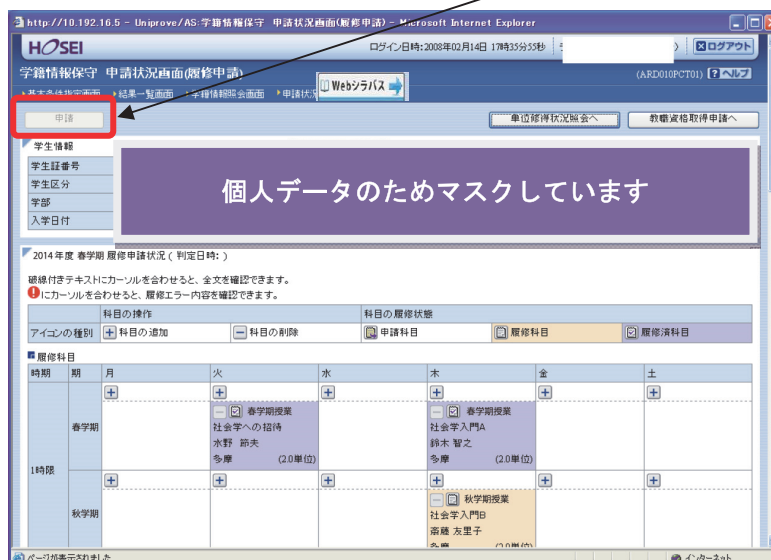 http://10.192.16.5 - Uniprove/AS:学籍情報保守 申請状況画面(履修申請) - Microsoft Internet Explorer
HOSEI
ログイン日時:2008年02月14日 17時35分55秒
ログアウト
学籍情報保守 申請状況画面(履修申請)
(ARD010PCT01) ? ヘルプ
基本条件指定画面 結果一覧画面 学籍情報照会画面 申請状況
Webシラバス
申請
単位修得状況照会へ
教職資格取得申請へ
学生情報
学生証番号
学生区分
学部
入学日付
個人データのためマスクしています
2014年度 春学期 履修申請状況 ( 判定日時: )
破線付きテキストにカーソルを合わせると、全文を確認できます。
にカーソルを合わせると、履修エラー内容を確認できます。
科目の操作 科目の履修状態
アイコンの種別 科目の追加 科目の削除 申請科目 履修科目 履修済科目
履修科目
時期 期 月 火 水 木 金 土
1時限
春学期
春学期授業
社会学への招待
水野 節夫
多摩 (2.0単位)
春学期授業
社会学入門A
鈴木 智之
多摩 (2.0単位)
秋学期
秋学期授業
社会学入門B
斎藤 友里子
多摩 (2.0単位)
ページが表示されました
インターネット